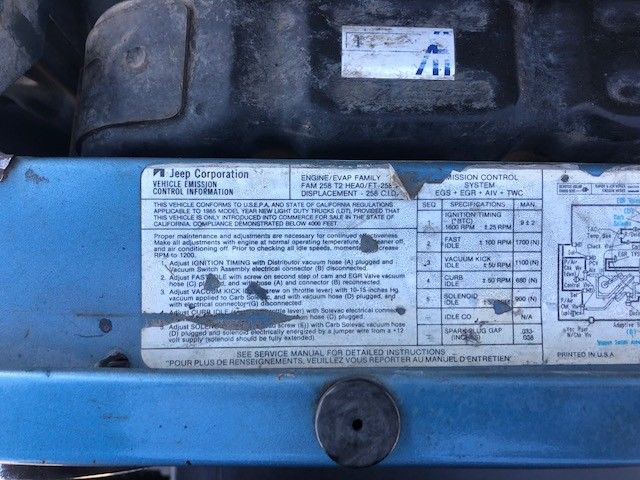 Jeep Corporation
VEHICLE EMISSION
CONTROL INFORMATION
ENGINE/EVAP FAMILY
FAM 258 T2 HEA0/FT-258
DISPLACEMENT - 258 C.I.D.
MISSION CONTROL
SYSTEM
EGS + EGR + AIV + TWC
THIS VEHICLE CONFORMS TO U.S.E.P.A, AND STATE OF CALIFORNIA REGULATIONS
APPLICABLE TO 1985 MODEL YEAR NEW LIGHT DUTY TRUCKS (LDT), PROVIDED THAT
THIS VEHICLE IS ONLY INTRODUCED INTO COMMERCE FOR SALE IN THE STATE OF
CALIFORNIA. COMPLIANCE DEMONSTRATED BELOW 4000 FEET
Proper maintenance and adjustments are necessary for continued effectiveness.
Make all adjustments with engine at normal operating temperature, cleaner off,
and air conditioning off. Prior to checking all idle speeds, increase
RPM to 1200.
1. Adjust IGNITION TIMING with Distributor vacuum hose (A) plugged and
Vacuum Switch Assembly electrical connector (B) disconnected.
2. Adjust FAST IDLE with screw on second step of cam and EGR Valve vacuum
hose (C) and with hose (A) and connector (B) reconnected.
Adjust VACUUM KICK screw on throttle lever) with 10-15 inches Hg.
vacuum applied to Carb Solevac, and with hose (D) plugged, and
electrical connector disconnected.
Adjust CURB IDLE lever) with Solevac electrical
hose (D) plugged.
Adjust head screw (E)) with Carb Solevac vacuum hose
(D) plugged and solenoid electrically energized by a jumper wire from a +12
volt supply (solenoid should be fully extended).
SEQ SPECIFICATIONS MAN.
IGNITION TIMING
(°BTC)
1600 RPM ± 25 RPM 9 ± 2
2 FAST
IDLE ± 100 RPM 1700 (N)
3 VACUUM KICK
IDLE ± 50 RPM 1100 (N)
4 CURB
IDLE ± 50 RPM 680 (N)
SOLENOID 900 (N)
IDLE CO N/A
SPARK PLUG GAP
(INCHES) .033-
.038
SEE SERVICE MANUAL FOR DETAILED INSTRUCTIONS
"POUR PLUS DE RENSEIGNEMENTS, VEUILLEZ VOUS REPORTER AU MANUEL D'ENTRETIEN"
PRINTED IN U.S.A.